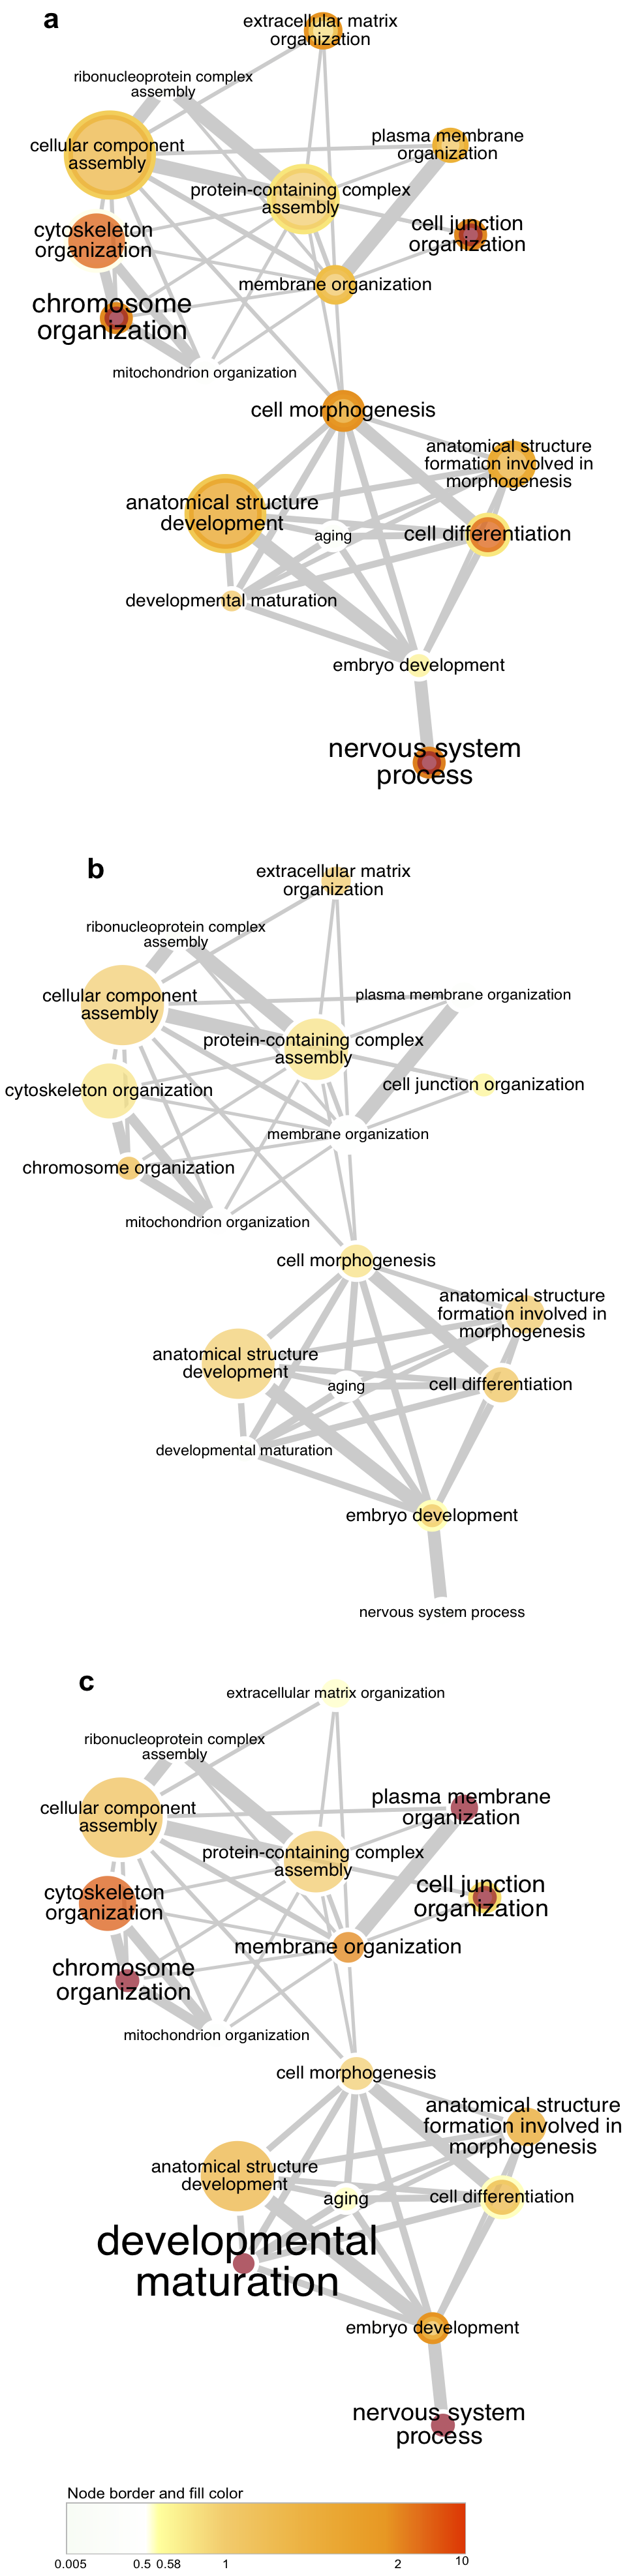 a
extracellular matrix
organization
ribonucleoprotein complex
assembly
cellular component
assembly
plasma membrane
organization
protein-containing complex
assembly
cell junction
organization
cytoskeleton
organization
membrane organization
chromosome
organization
mitochondrion organization
cell morphogenesis
anatomical structure
formation involved in
morphogenesis
anatomical structure
development
aging
cell differentiation
developmental maturation
embryo development
nervous system
process
b
extracellular matrix
organization
ribonucleoprotein complex
assembly
cellular component
assembly
plasma membrane organization
protein-containing complex
assembly
cell junction organization
cytoskeleton organization
membrane organization
chromosome organization
mitochondrion organization
cell morphogenesis
anatomical structure
formation involved in
morphogenesis
anatomical structure
development
aging
cell differentiation
developmental maturation
embryo development
nervous system process
c
extracellular matrix organization
ribonucleoprotein complex
assembly
cellular component
assembly
plasma membrane
organization
protein-containing complex
assembly
cell junction
organization
cytoskeleton
organization
membrane organization
chromosome
organization
mitochondrion organization
cell morphogenesis
anatomical structure
formation involved in
morphogenesis
anatomical structure
development
aging
cell differentiation
developmental
maturation
embryo development
nervous system
process
Node border and fill color
0.005 0.5 0.58 1 2 10